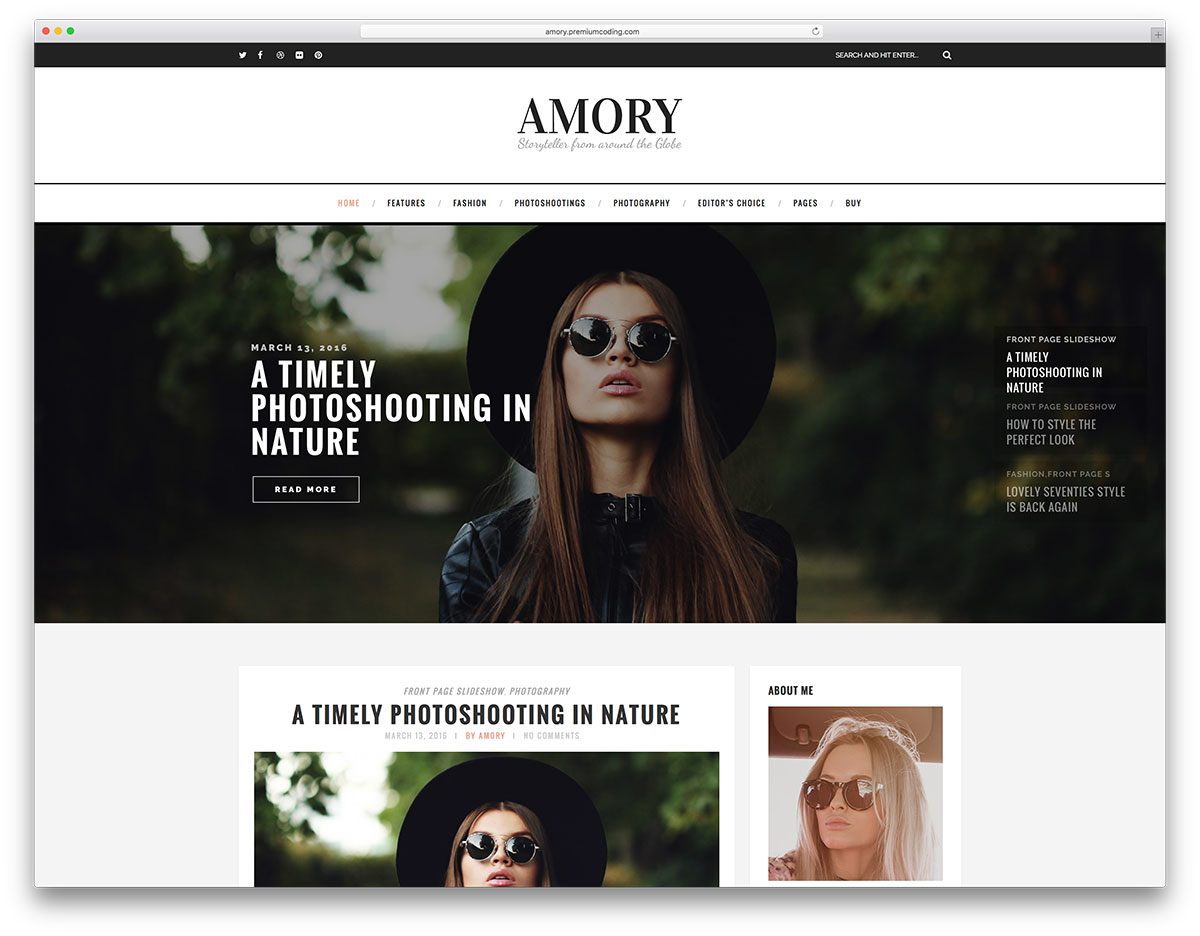 amory.premiumcoding.com
SEARCH AND HIT ENTER...
AMORY
Storyteller from around the Globe
HOME / FEATURES / FASHION / PHOTOSHOOTINGS / PHOTOGRAPHY / EDITOR'S CHOICE / PAGES / BUY
MARCH 13, 2016
A TIMELY
PHOTOSHOOTING IN
NATURE
READ MORE
FRONT PAGE SLIDESHOW
A TIMELY
PHOTOSHOOTING IN
NATURE
FRONT PAGE SLIDESHOW
HOW TO STYLE THE
PERFECT LOOK
FASHION,FRONT PAGE S
LOVELY SEVENTIES STYLE
IS BACK AGAIN
FRONT PAGE SLIDESHOW, PHOTOGRAPHY
A TIMELY PHOTOSHOOTING IN NATURE
MARCH 13, 2016 | BY AMORY | NO COMMENTS
ABOUT ME